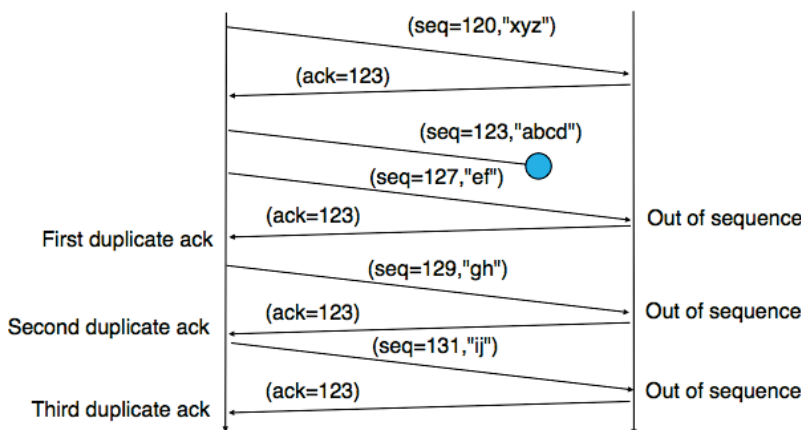 (seq=120,"xyz")
(ack=123)
(seq=123,"abcd")
(seq=127,"ef")
(ack=123)
Out of sequence
First duplicate ack
(seq=129,"gh")
(ack=123)
Out of sequence
Second duplicate ack
(seq=131,"ij")
(ack=123)
Out of sequence
Third duplicate ack